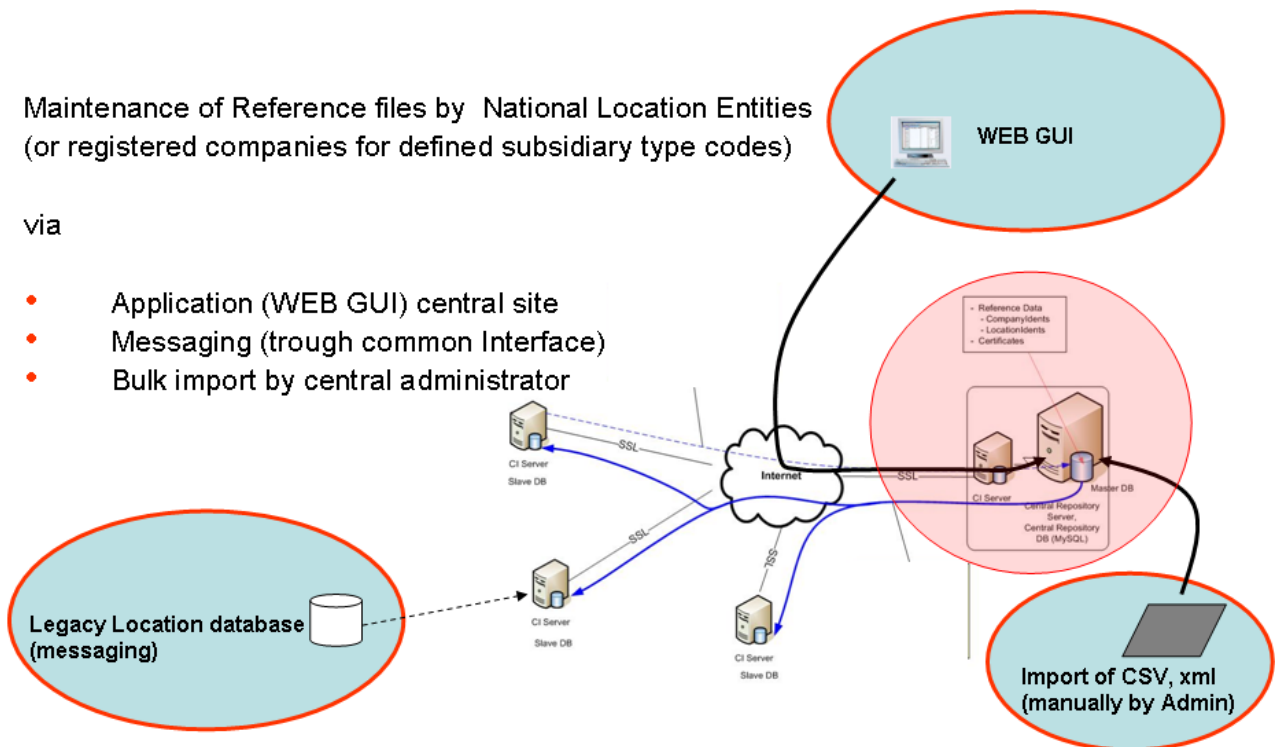 Maintenance of Reference files by National Location Entities
(or registered companies for defined subsidiary type codes)
via
• Application (WEB GUI) central site
• Messaging (trough common Interface)
• Bulk import by central administrator
WEB GUI
- Reference Data
- CompanyIdents
- LocationIdents
- Certificates
SSL
CI Server
Slave DB
Internet
SSL
CI Server
Master DB
Central Repository
Server,
Central Repository
DB (MySQL)
SSL
CI Server
Slave DB
SSL
CI Server
Slave DB
Legacy Location database
(messaging)
Import of CSV, xml
(manually by Admin)